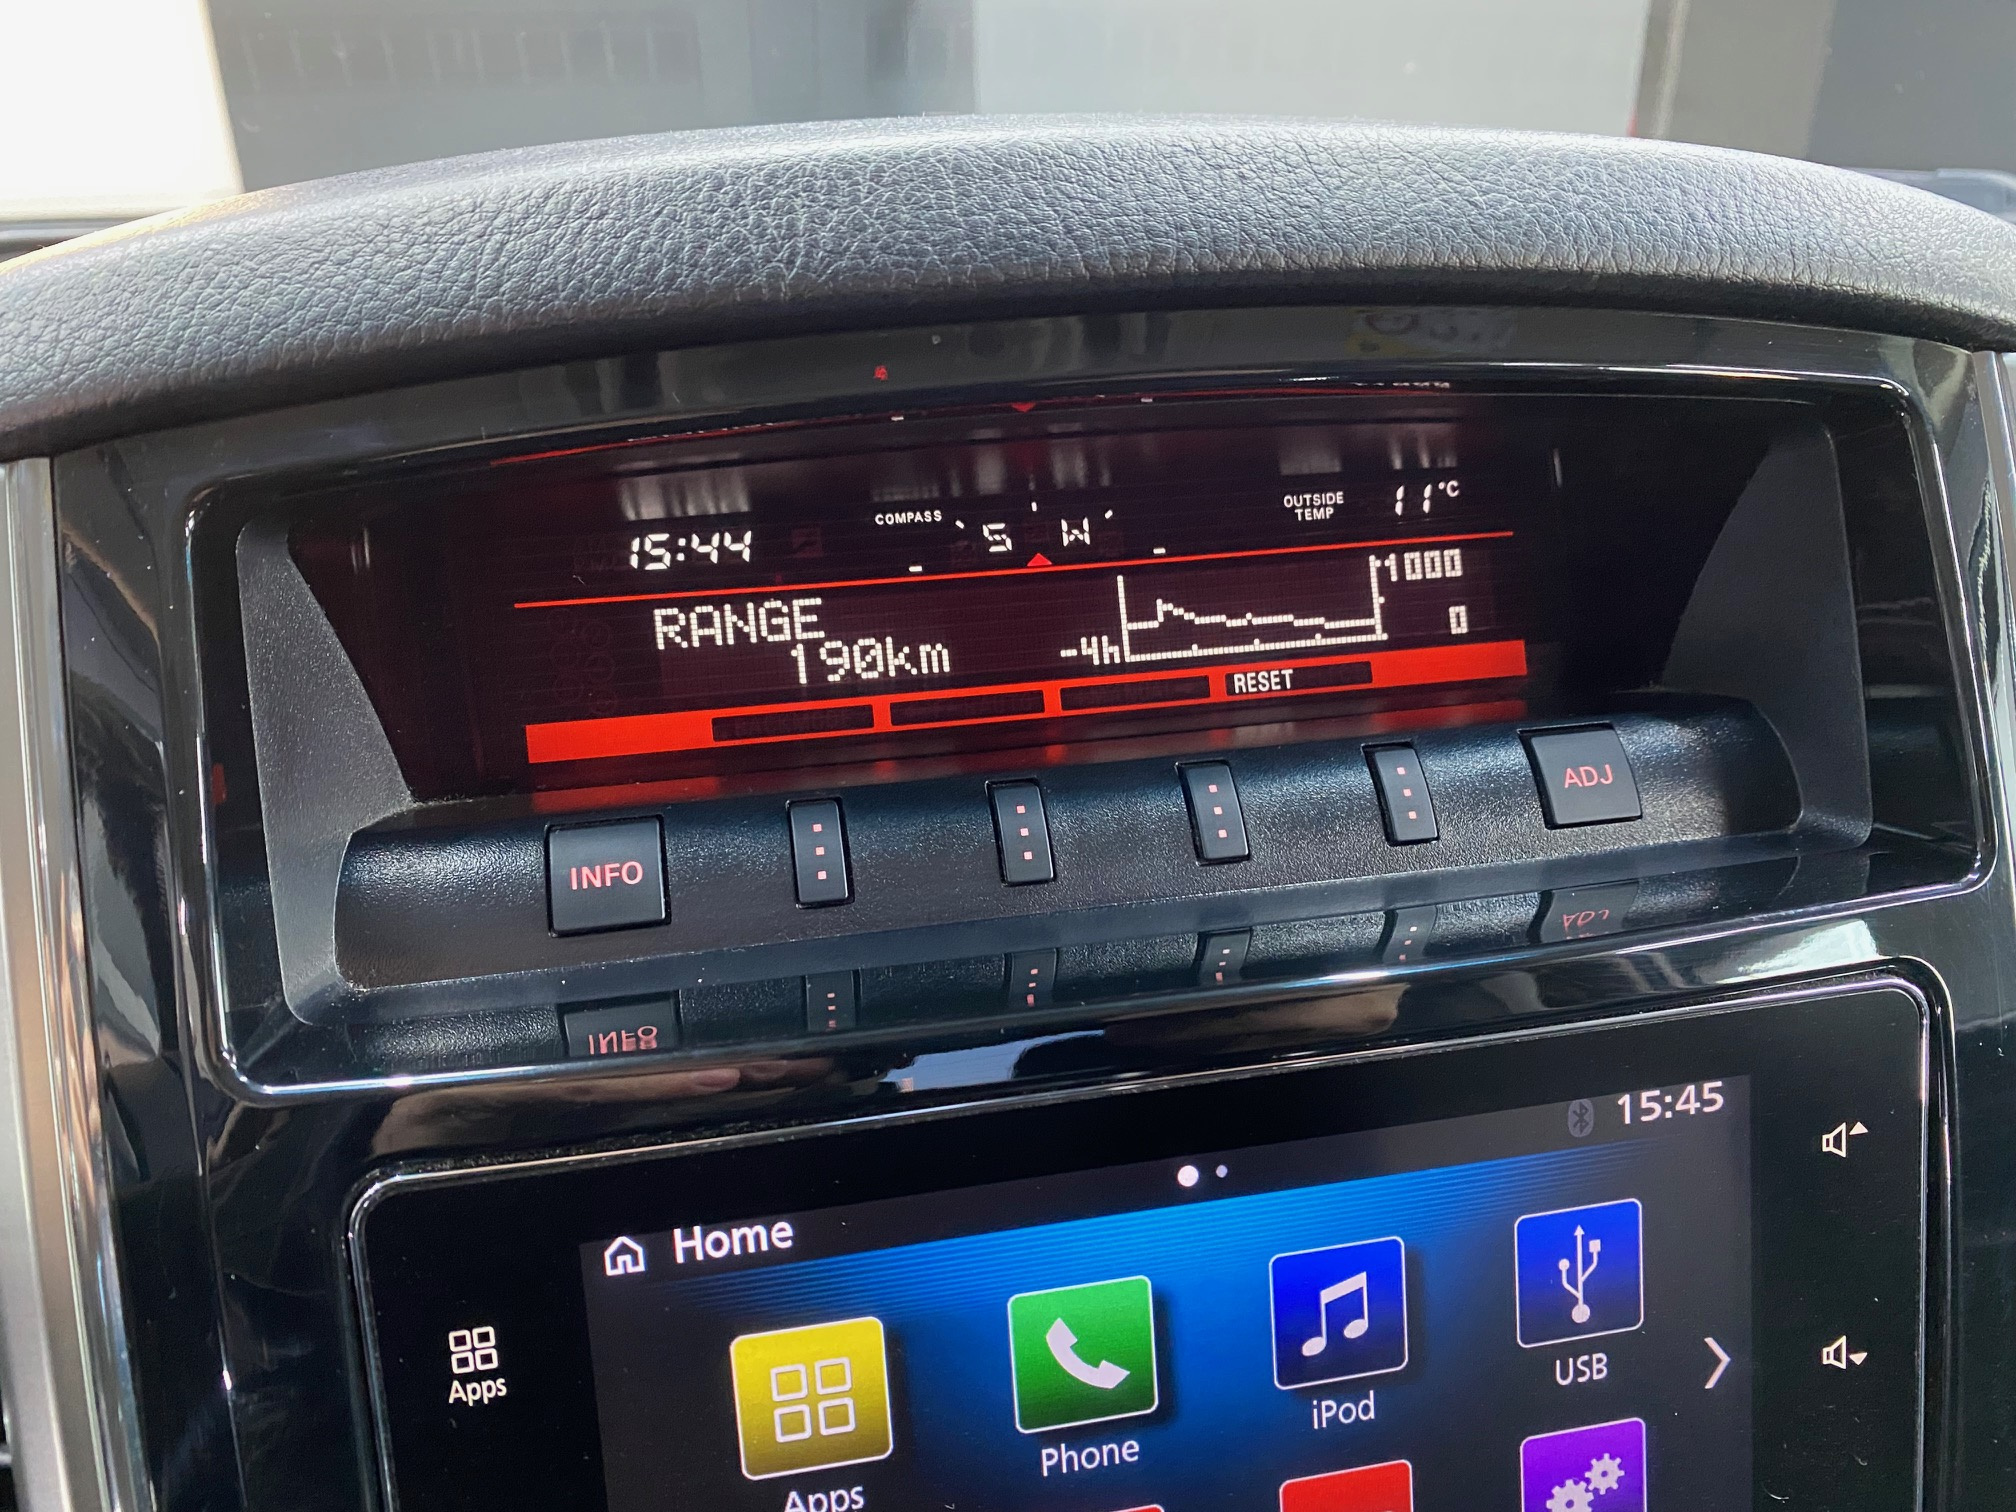 15:44
COMPASS
S W
OUTSIDE
TEMP
11°C
RANGE
190km
1000
0
-4h
RESET
INFO
ADJ
15:45
Home
Apps
Apps
Phone
iPod
USB